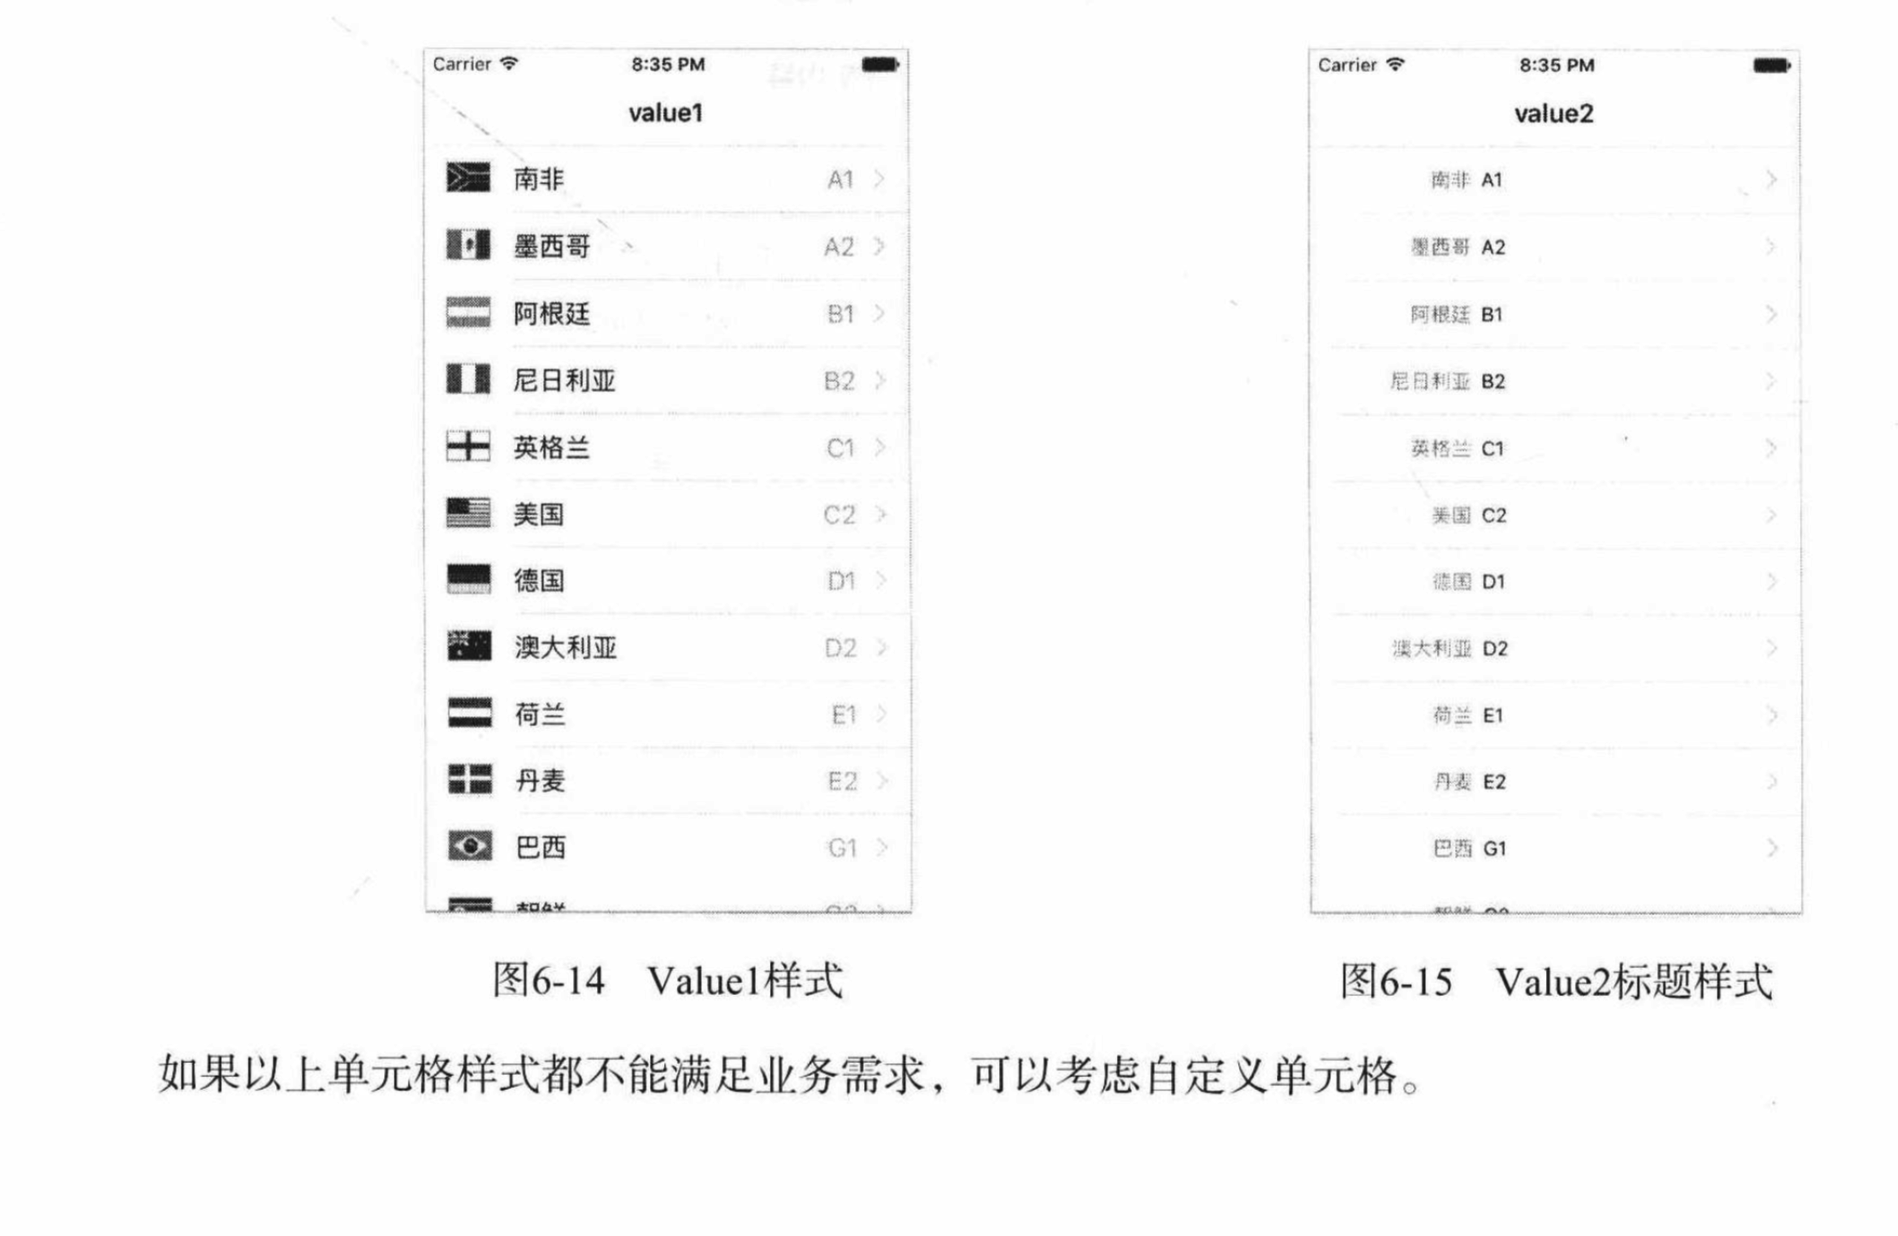 Carrier 8:35 PM
value1
南非 A1
墨西哥 A2
阿根廷 B1
尼日利亚 B2
英格兰 C1
美国 C2
德国 D1
澳大利亚 D2
荷兰 E1
丹麦 E2
巴西 G1
朝鲜 G2
图6-14 Value1样式
Carrier 8:35 PM
value2
南非 A1
墨西哥 A2
阿根廷 B1
尼日利亚 B2
英格兰 C1
美国 C2
德国 D1
澳大利亚 D2
荷兰 E1
丹麦 E2
巴西 G1
朝鲜 G2
图6-15 Value2标题样式
如果以上单元格样式都不能满足业务需求，可以考虑自定义单元格。